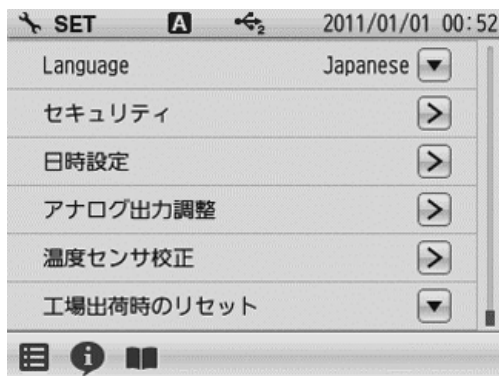 SET A 2 2011/01/01 00:52
Language Japanese
セキュリティ
日時設定
アナログ出力調整
温度センサ校正
工場出荷時のリセット